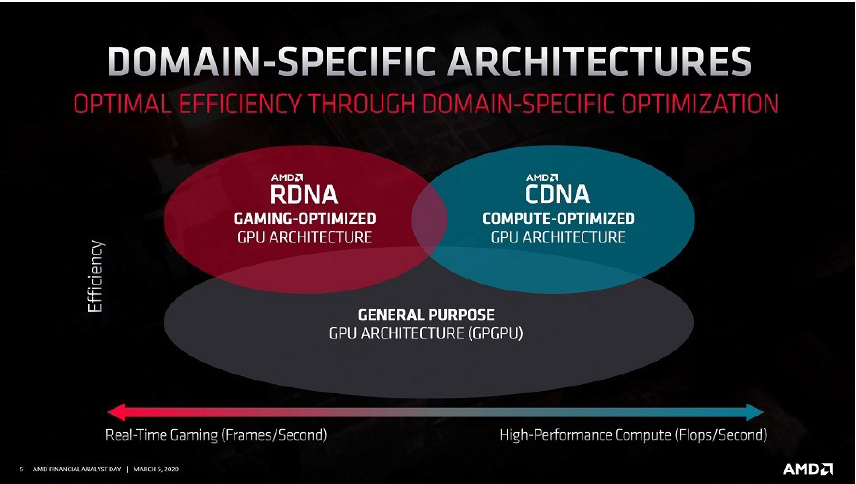 DOMAIN-SPECIFIC ARCHITECTURES
OPTIMAL EFFICIENCY THROUGH DOMAIN-SPECIFIC OPTIMIZATION
AMD
RDNA
GAMING-OPTIMIZED
GPU ARCHITECTURE
AMD
CDNA
COMPUTE-OPTIMIZED
GPU ARCHITECTURE
Efficiency
GENERAL PURPOSE
GPU ARCHITECTURE (GPGPU)
Real-Time Gaming (Frames/Second)
High-Performance Compute (Flops/Second)
5 AMD FINANCIAL ANALYST DAY | MARCH 5, 2020
AMD